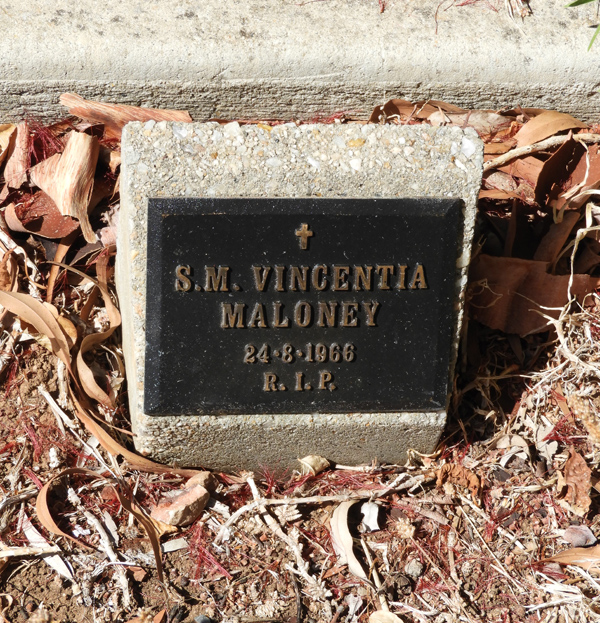 S.M. VINCENTIA
MALONEY
24·8·1966
R.I.P.